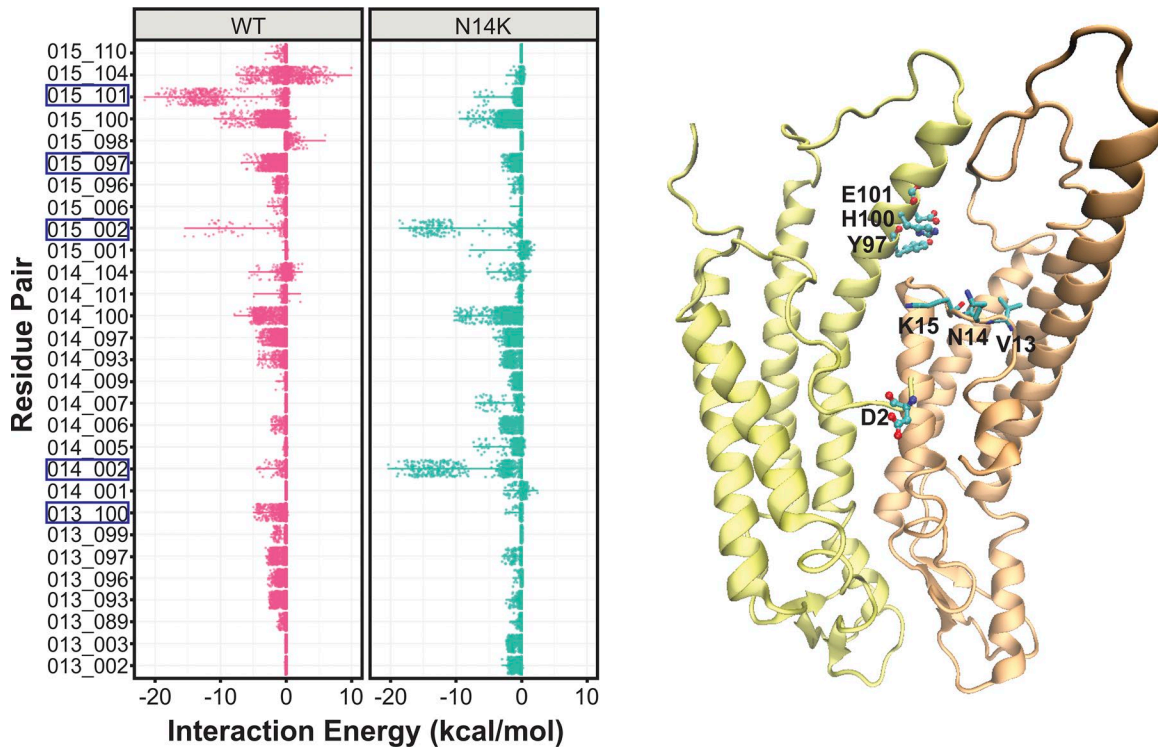 WT
N14K
Residue Pair
015_110
015_104
015_101
015_100
015_098
015_097
015_096
015_006
015_002
015_001
014_104
014_101
014_100
014_097
014_093
014_009
014_007
014_006
014_005
014_002
014_001
013_100
013_099
013_097
013_096
013_093
013_089
013_003
013_002
-20 -10 0 10
-20 -10 0 10
Interaction Energy (kcal/mol)
E101
H100
Y97
K15
N14
V13
D2